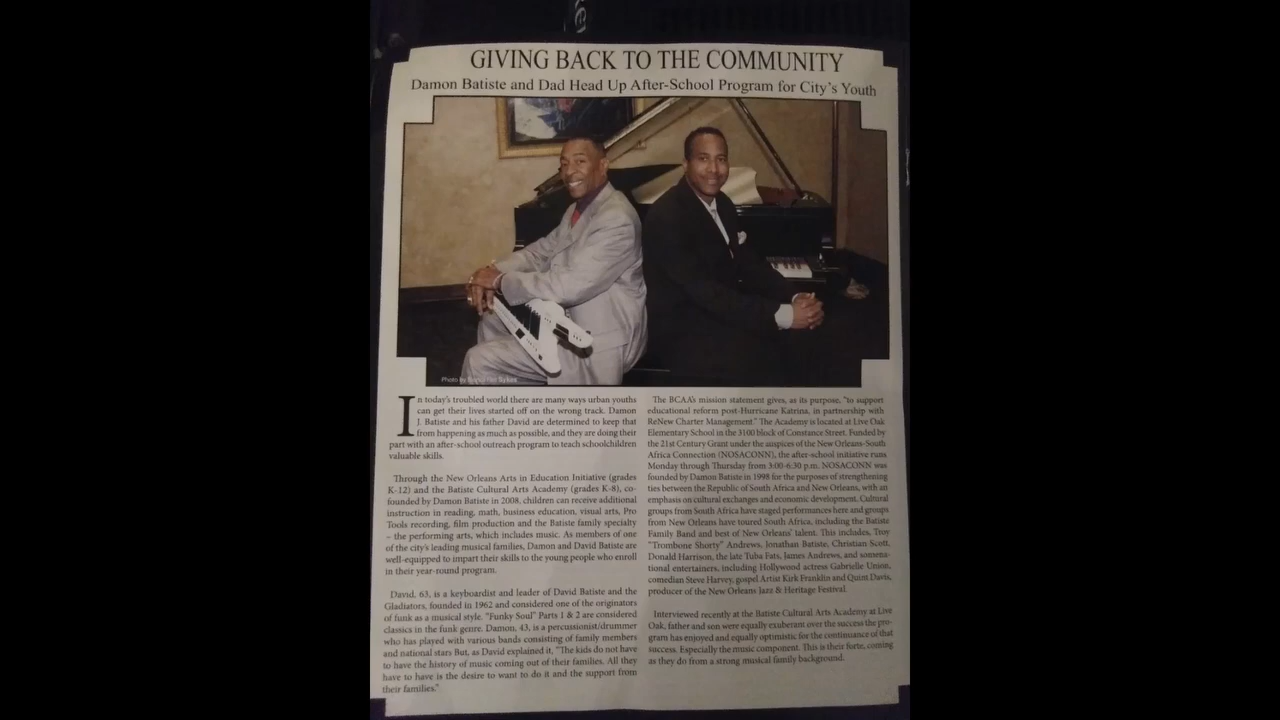 GIVING BACK TO THE COMMUNITY
Damon Batiste and Dad Head Up After-School Program for City's Youth
Photo By
In today's troubled world there are many ways urban youths
can get their lives started off on the wrong track. Damon
J. Batiste and his father David are determined to keep that
from happening as much as possible, and they are doing their
part with an after-school outreach program to teach schoolchildren
valuable skills.
Through the New Orleans Arts in Education Initiative (grades
K-12) and the Batiste Cultural Arts Academy (grades K-8), co-
founded by Damon Batiste in 2008, children can receive additional
instruction in reading, math, business education, visual arts, Pro
Tools recording, film production and the Batiste family specialty
– the performing arts, which includes music. As members of one
of the city's leading musical families, Damon and David Batiste are
well-equipped to impart their skills to the young people who enroll
in their year-round program.
David, 63, is a keyboardist and leader of David Batiste and the
Gladiators, founded in 1962 and considered one of the originators
of funk as a musical style. "Funky Soul" Parts 1 & 2 are considered
classics in the funk genre. Damon, 43, is a percussionist/drummer
who has played with various bands consisting of family members
and national stars But, as David explained it, "The kids do not have
to have the history of music coming out of their families. All they
have to have is the desire to want to do it and the support from
their families."
The BCAA's mission statement gives, as its purpose, "to support
educational reform post-Hurricane Katrina, in partnership with
ReNew Charter Management." The Academy is located at Live Oak
Elementary School in the 3100 block of Constance Street. Funded by
the 21st Century Grant under the auspices of the New Orleans-South
Africa Connection (NOSACONN), the after-school initiative runs
Monday through Thursday from 3:00-6:30 p.m. NOSACONN was
founded by Damon Batiste in 1998 for the purposes of strengthening
ties between the Republic of South Africa and New Orleans, with an
emphasis on cultural exchanges and economic development. Cultural
groups from South Africa have staged performances here and groups
from New Orleans have toured South Africa, including the Batiste
Family Band and best of New Orleans' talent. This includes, Troy
"Trombone Shorty" Andrews, Jonathan Batiste, Christian Scott,
Donald Harrison, the late Tuba Fats, James Andrews, and somena-
tional entertainers, including Hollywood actress Gabrielle Union,
comedian Steve Harvey, gospel Artist Kirk Franklin and Quint Davis,
producer of the New Orleans Jazz & Heritage Festival.
Interviewed recently at the Batiste Cultural Arts Academy at Live
Oak, father and son were equally exuberant over the success the pro-
gram has enjoyed and equally optimistic for the continuance of that
success. Especially the music component. This is their forte, coming
as they do from a strong musical family background.